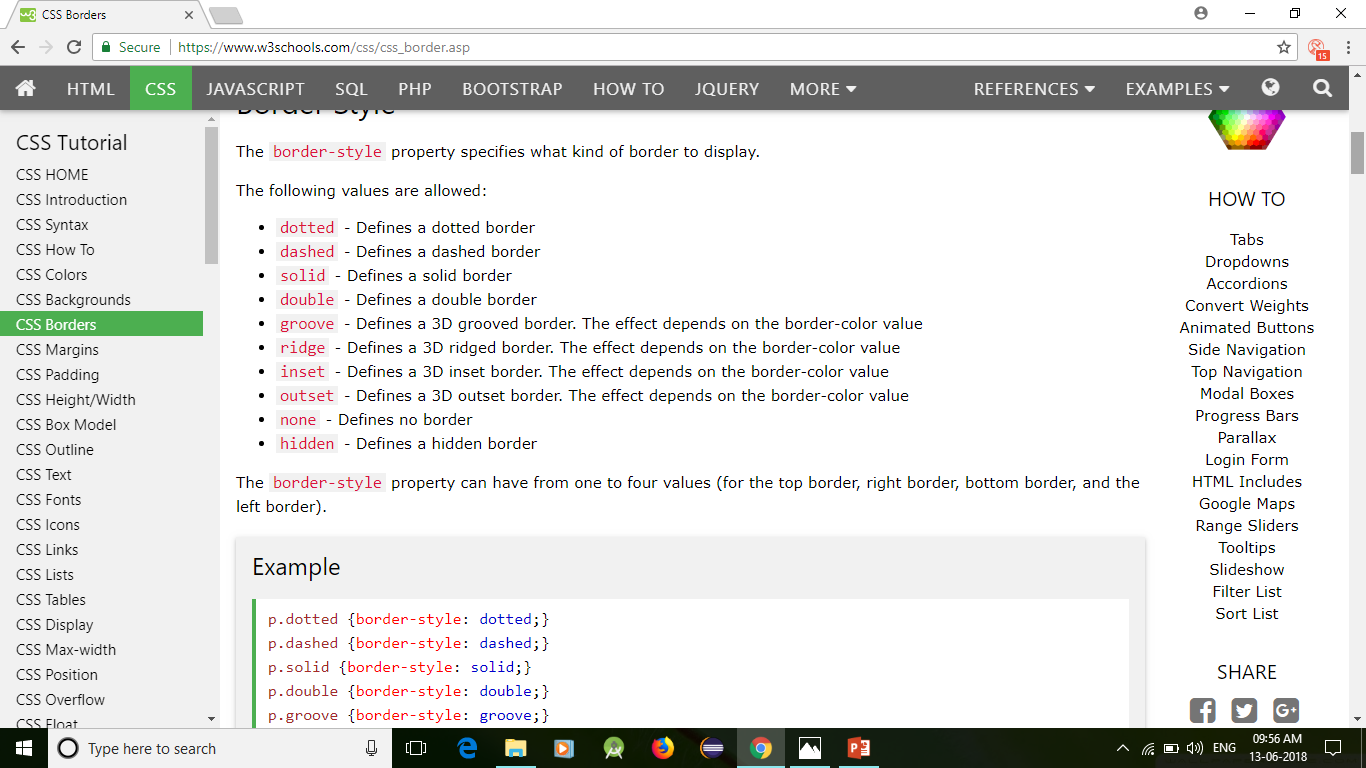 CSS Borders
Secure https://www.w3schools.com/css/css_border.asp
15
HTML CSS JAVASCRIPT SQL PHP BOOTSTRAP HOW TO JQUERY MORE REFERENCES EXAMPLES
CSS Tutorial
CSS HOME
CSS Introduction
CSS Syntax
CSS How To
CSS Colors
CSS Backgrounds
CSS Borders
CSS Margins
CSS Padding
CSS Height/Width
CSS Box Model
CSS Outline
CSS Text
CSS Fonts
CSS Icons
CSS Links
CSS Lists
CSS Tables
CSS Display
CSS Max-width
CSS Position
CSS Overflow
CSS Float
Border Style
The border-style property specifies what kind of border to display.
The following values are allowed:
• dotted - Defines a dotted border
• dashed - Defines a dashed border
• solid - Defines a solid border
• double - Defines a double border
• groove - Defines a 3D grooved border. The effect depends on the border-color value
• ridge - Defines a 3D ridged border. The effect depends on the border-color value
• inset - Defines a 3D inset border. The effect depends on the border-color value
• outset - Defines a 3D outset border. The effect depends on the border-color value
• none - Defines no border
• hidden - Defines a hidden border
The border-style property can have from one to four values (for the top border, right border, bottom border, and the
left border).
Example
p.dotted {border-style: dotted;}
p.dashed {border-style: dashed;}
p.solid {border-style: solid;}
p.double {border-style: double;}
p.groove {border-style: groove;}
HOW TO
Tabs
Dropdowns
Accordions
Convert Weights
Animated Buttons
Side Navigation
Top Navigation
Modal Boxes
Progress Bars
Parallax
Login Form
HTML Includes
Google Maps
Range Sliders
Tooltips
Slideshow
Filter List
Sort List
SHARE
Type here to search
ENG
09:56 AM
13-06-2018